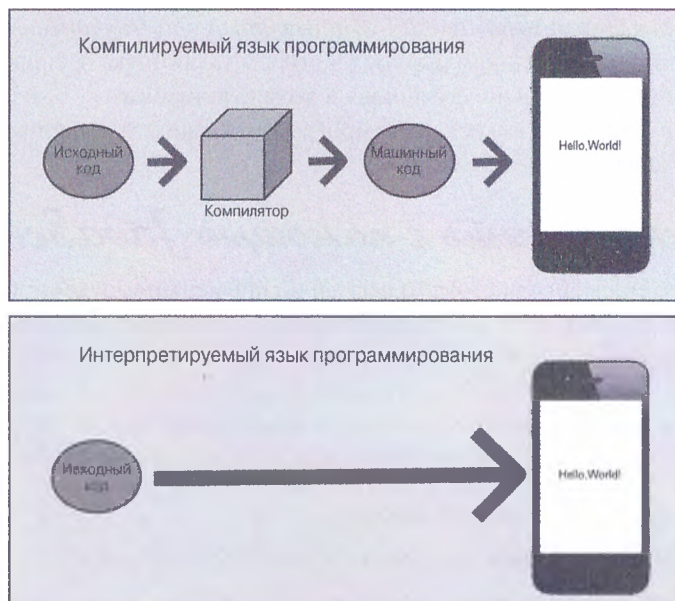 Компилируемый язык программирования
Исходный
код
Компилятор
Машинный
код
Hello,World!
Интерпретируемый язык программирования
Исходный
код
Hello,World!